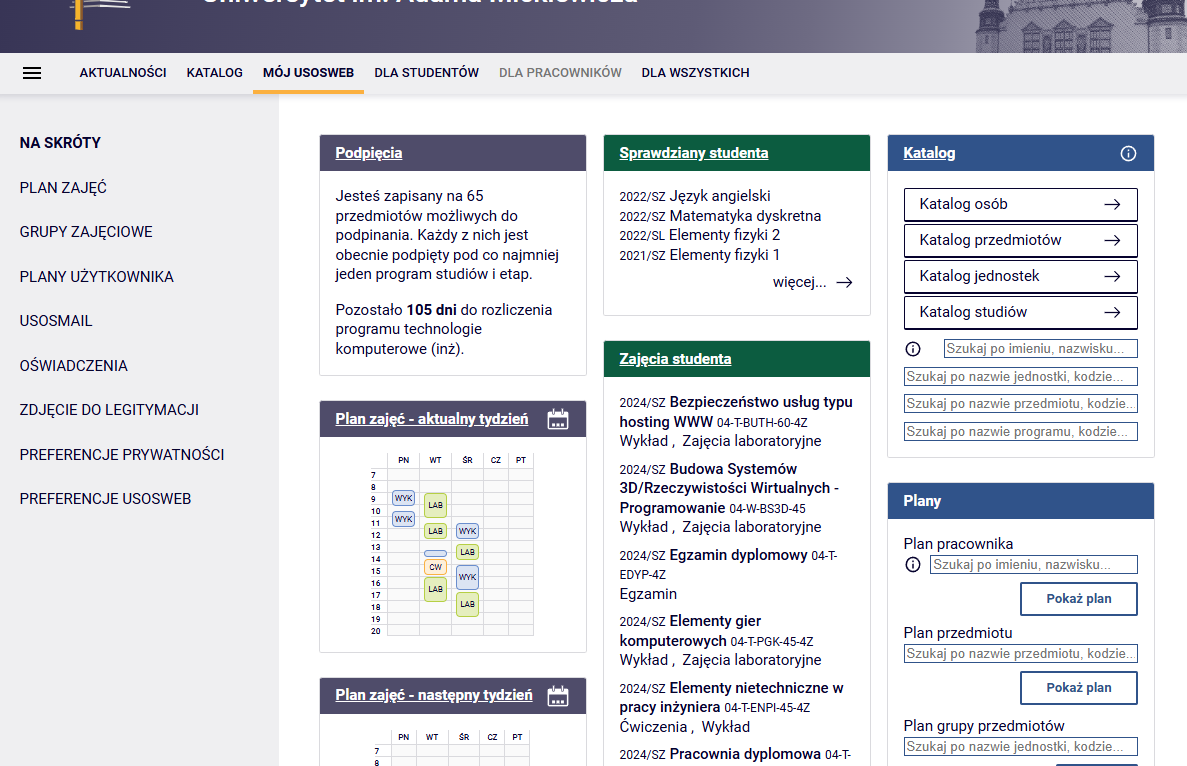 Uniwersytet im. Adama Mickiewicza
AKTUALNOŚCI KATALOG MÓJ USOSWEB DLA STUDENTÓW DLA PRACOWNIKÓW DLA WSZYSTKICH
NA SKRÓTY
PLAN ZAJĘĆ
GRUPY ZAJĘCIOWE
PLANY UŻYTKOWNIKA
USOSMAIL
OŚWIADCZENIA
ZDJĘCIE DO LEGITYMACJI
PREFERENCJE PRYWATNOŚCI
PREFERENCJE USOSWEB
Podpięcia
Jesteś zapisany na 65
przedmiotów możliwych do
podpinania. Każdy z nich jest
obecnie podpięty pod co najmniej
jeden program studiów i etap.
Pozostało 105 dni do rozliczenia
programu technologie
komputerowe (inż).
Plan zajęć - aktualny tydzień
PN WT ŚR CZ PT
7
8
9 WYK LAB
10
11 WYK
12 LAB WYK
13
14 LAB
15 CW
16 WYK
17 LAB
18 LAB
19
20
Plan zajęć - następny tydzień
PN WT ŚR CZ PT
7
8
Sprawdziany studenta
2022/SZ Język angielski
2022/SZ Matematyka dyskretna
2022/SL Elementy fizyki 2
2021/SZ Elementy fizyki 1
więcej...
Zajęcia studenta
2024/SZ Bezpieczeństwo usług typu
hosting WWW 04-T-BUTH-60-4Z
Wykład , Zajęcia laboratoryjne
2024/SZ Budowa Systemów
3D/Rzeczywistości Wirtualnych -
Programowanie 04-W-BS3D-45
Wykład , Zajęcia laboratoryjne
2024/SZ Egzamin dyplomowy 04-T-
EDYP-4Z
Egzamin
2024/SZ Elementy gier
komputerowych 04-T-PGK-45-4Z
Wykład , Zajęcia laboratoryjne
2024/SZ Elementy nietechniczne w
pracy inżyniera 04-T-ENPI-45-4Z
Ćwiczenia , Wykład
2024/SZ Pracownia dyplomowa 04-T-
Katalog
Katalog osób
Katalog przedmiotów
Katalog jednostek
Katalog studiów
Szukaj po imieniu, nazwisku...
Szukaj po nazwie jednostki, kodzie...
Szukaj po nazwie przedmiotu, kodzie...
Szukaj po nazwie programu, kodzie...
Plany
Plan pracownika
Szukaj po imieniu, nazwisku...
Pokaż plan
Plan przedmiotu
Szukaj po nazwie przedmiotu, kodzie...
Pokaż plan
Plan grupy przedmiotów
Szukaj po nazwie jednostki, kodzie...